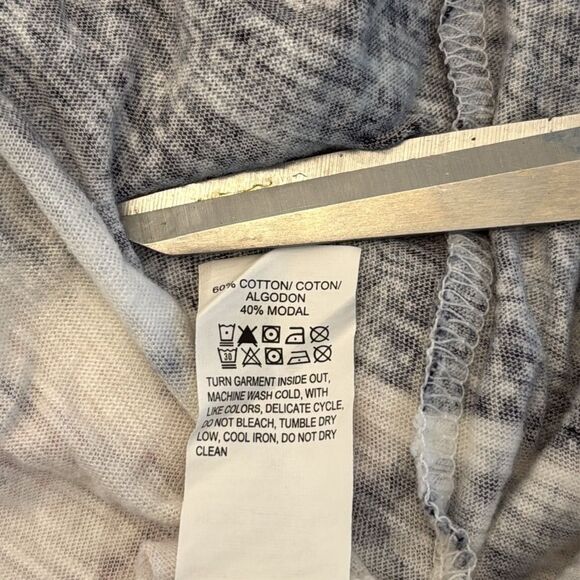 60% COTTON/ COTON/
ALGODON
40% MODAL
30
TURN GARMENT INSIDE OUT,
MACHINE WASH COLD, WITH
LIKE COLORS, DELICATE CYCLE,
DO NOT BLEACH, TUMBLE DRY
LOW, COOL IRON, DO NOT DRY
CLEAN